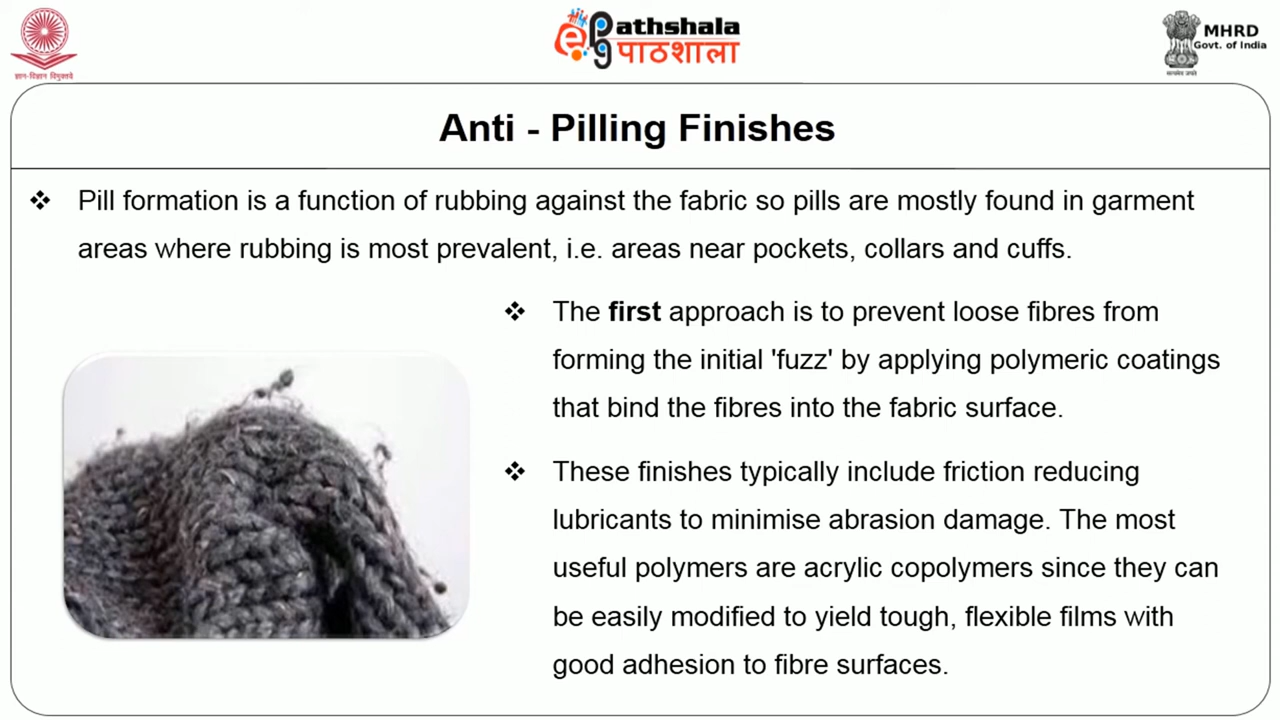 ज्ञान-विज्ञान विमुक्तये
ePg Pathshala
पाठशाला
MHRD
Govt. of India
सत्यमेव जयते
Anti - Pilling Finishes
❖ Pill formation is a function of rubbing against the fabric so pills are mostly found in garment
areas where rubbing is most prevalent, i.e. areas near pockets, collars and cuffs.
❖ The first approach is to prevent loose fibres from
forming the initial 'fuzz' by applying polymeric coatings
that bind the fibres into the fabric surface.
❖ These finishes typically include friction reducing
lubricants to minimise abrasion damage. The most
useful polymers are acrylic copolymers since they can
be easily modified to yield tough, flexible films with
good adhesion to fibre surfaces.